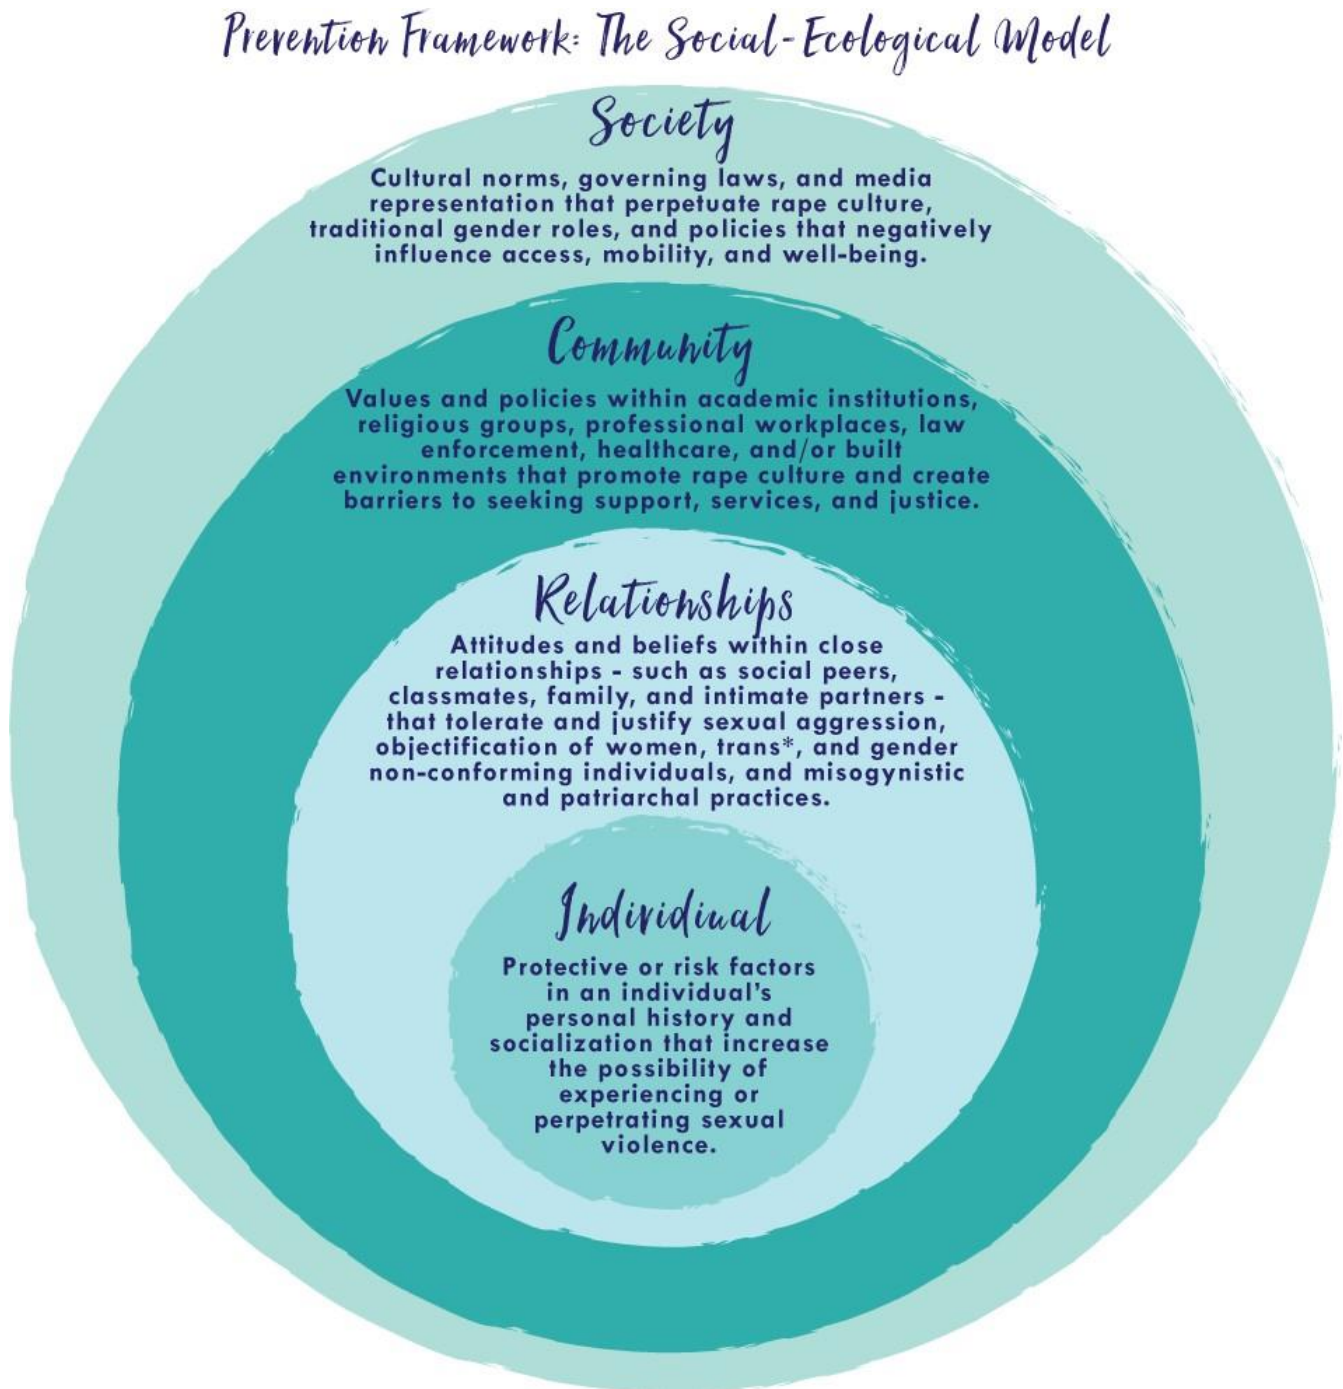 Prevention Framework: The Social-Ecological Model
Society
Cultural norms, governing laws, and media
representation that perpetuate rape culture,
traditional gender roles, and policies that negatively
influence access, mobility, and well-being.
Community
Values and policies within academic institutions,
religious groups, professional workplaces, law
enforcement, healthcare, and/or built
environments that promote rape culture and create
barriers to seeking support, services, and justice.
Relationships
Attitudes and beliefs within close
relationships - such as social peers,
classmates, family, and intimate partners -
that tolerate and justify sexual aggression,
objectification of women, trans*, and gender
non-conforming individuals, and misogynistic
and patriarchal practices.
Individiual
Protective or risk factors
in an individual's
personal history and
socialization that increase
the possibility of
experiencing or
perpetrating sexual
violence.